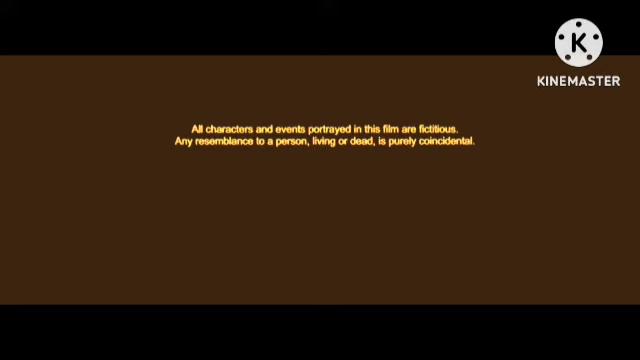 K
KINEMASTER
All characters and events portrayed in this film are fictitious.
Any resemblance to a person, living or dead, is purely coincidental.